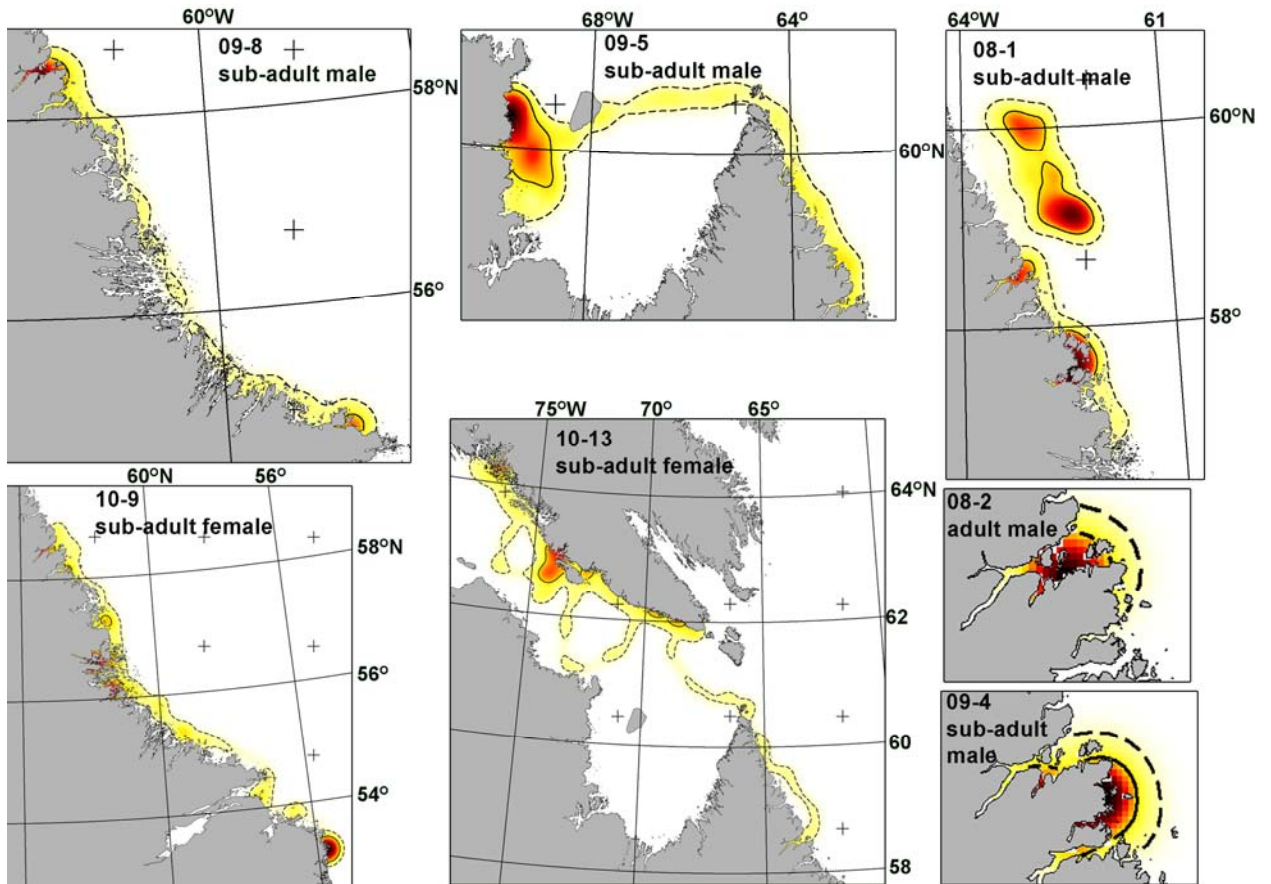 60°W
09-8
sub-adult male
58°N
56°
68°W
64°
09-5
sub-adult male
60°N
64°W
61
08-1
sub-adult male
60°N
58°
60°N
56°
10-9
sub-adult female
58°N
56°
54°
75°W
70°
65°
10-13
sub-adult female
64°N
62
60
58
08-2
adult male
09-4
sub-adult
male